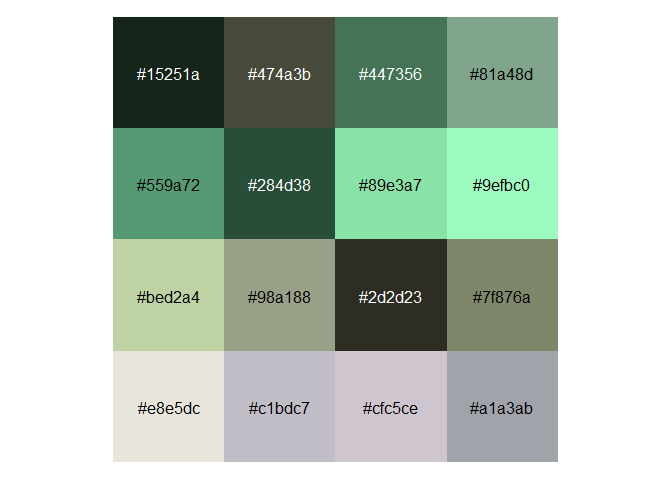 #15251a #474a3b #447356 #81a48d
#559a72 #284d38 #89e3a7 #9efbc0
#bed2a4 #98a188 #2d2d23 #7f876a
#e8e5dc #c1bdc7 #cfc5ce #a1a3ab